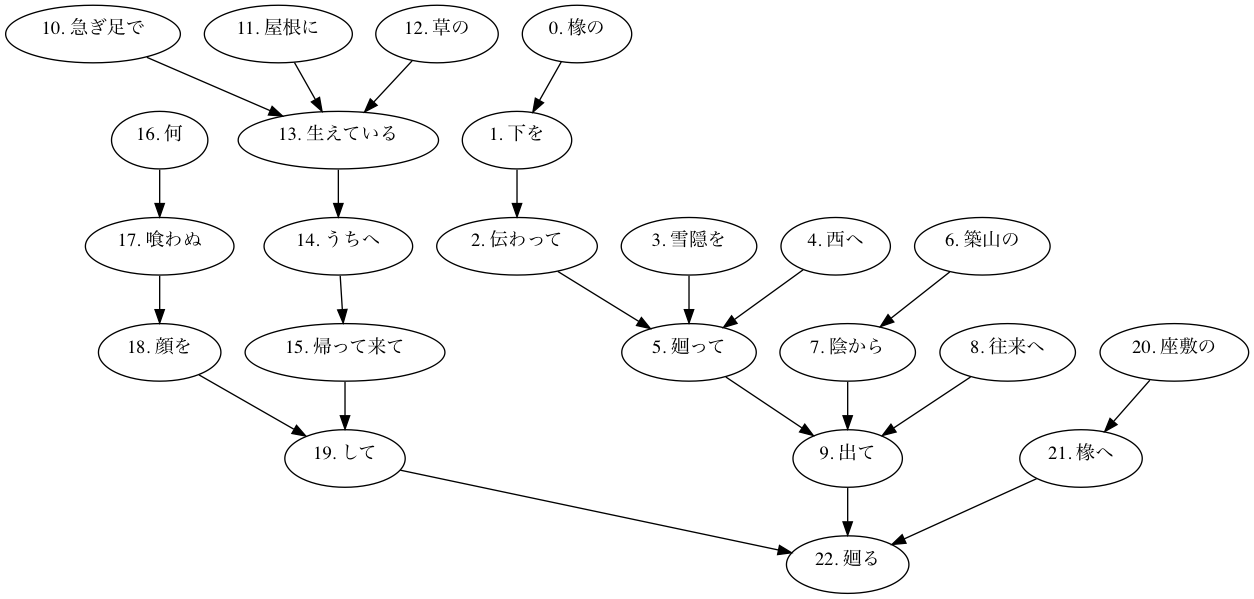 10. 急ぎ足で
11. 屋根に
12. 草の
0. 椽の
16. 何
13. 生えている
1. 下を
17. 喰わぬ
14. うちへ
2. 伝わって
3. 雪隠を
4. 西へ
6. 築山の
18. 顔を
15. 帰って来て
5. 廻って
7. 陰から
8. 往来へ
20. 座敷の
19. して
9. 出て
21. 椽へ
22. 廻る